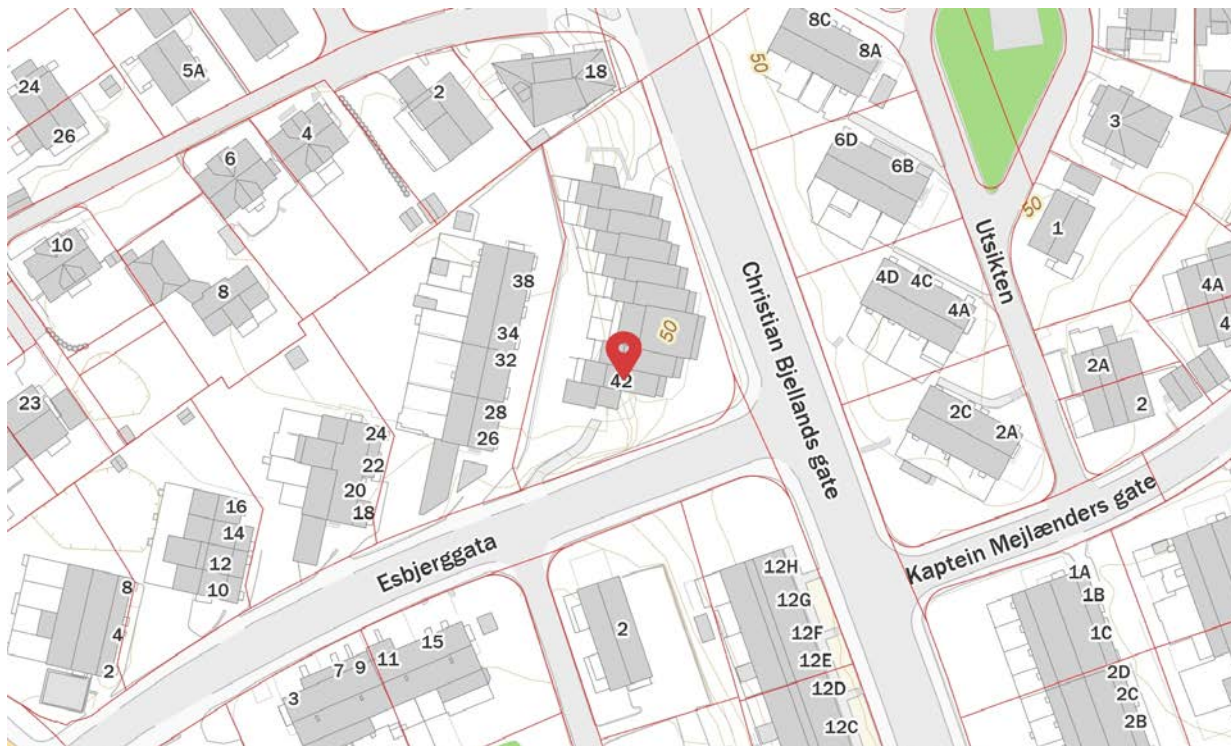 8C
8A
50
24
5A
18
2
26
3
4
6D
6B
6
50
1
10
Utsikten
38
4D
4C
4A
4A
8
Christian Bjellands gate
34
50
4
32
2A
42
2
23
28
2C
2A
24
26
22
20
16
18
14
Kaptein Mejlænders gate
12
Esbjerggata
12H
1A
8
10
12G
1B
4
15
2
12F
1C
7
9
11
12E
2
2D
3
12D
2C
12C
2B